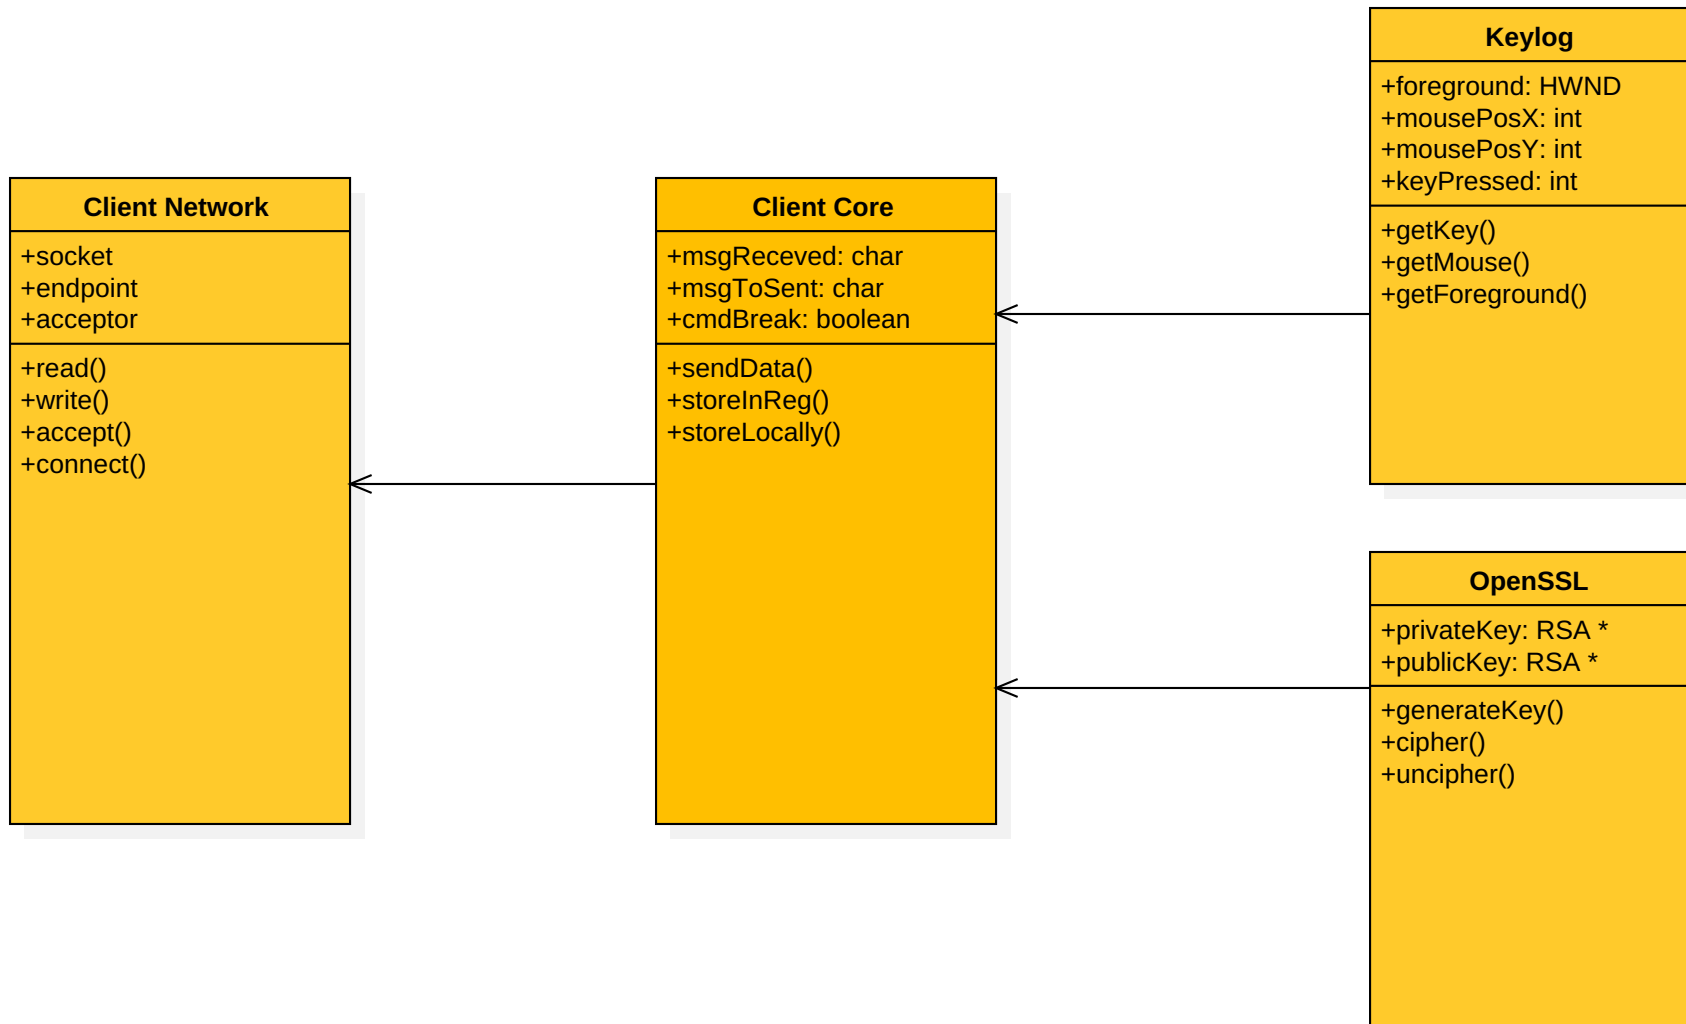 Client Network
+socket
+endpoint
+acceptor
+read()
+write()
+accept()
+connect()
Client Core
+msgReceved: char
+msgToSent: char
+cmdBreak: boolean
+sendData()
+storeInReg()
+storeLocally()
Keylog
+foreground: HWND
+mousePosX: int
+mousePosY: int
+keyPressed: int
+getKey()
+getMouse()
+getForeground()
OpenSSL
+privateKey: RSA *
+publicKey: RSA *
+generateKey()
+cipher()
+uncipher()